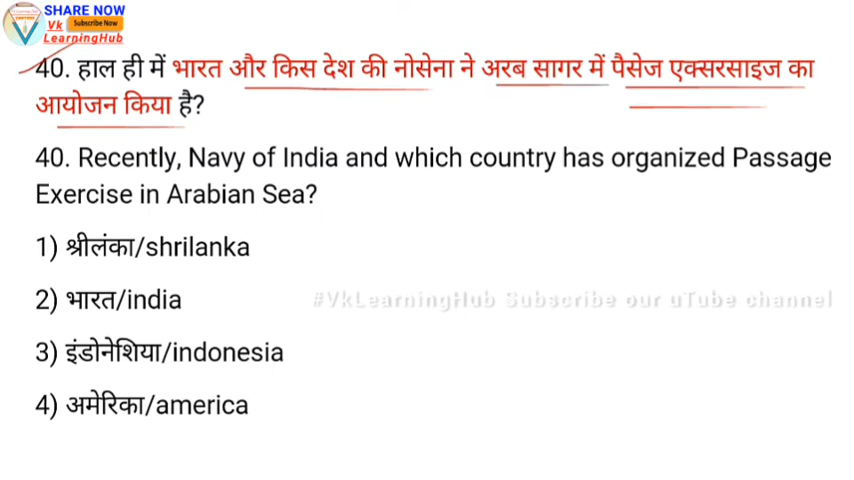 SHARE NOW
Vk Subscribe Now
LearningHub
40. हाल ही में भारत और किस देश की नोसेना ने अरब सागर में पैसेज एक्सरसाइज का
आयोजन किया है?
40. Recently, Navy of India and which country has organized Passage
Exercise in Arabian Sea?
1) श्रीलंका/shrilanka
2) भारत/india
#VkLearningHub Subscribe our uTube channel
3) इंडोनेशिया/indonesia
4) अमेरिका/america